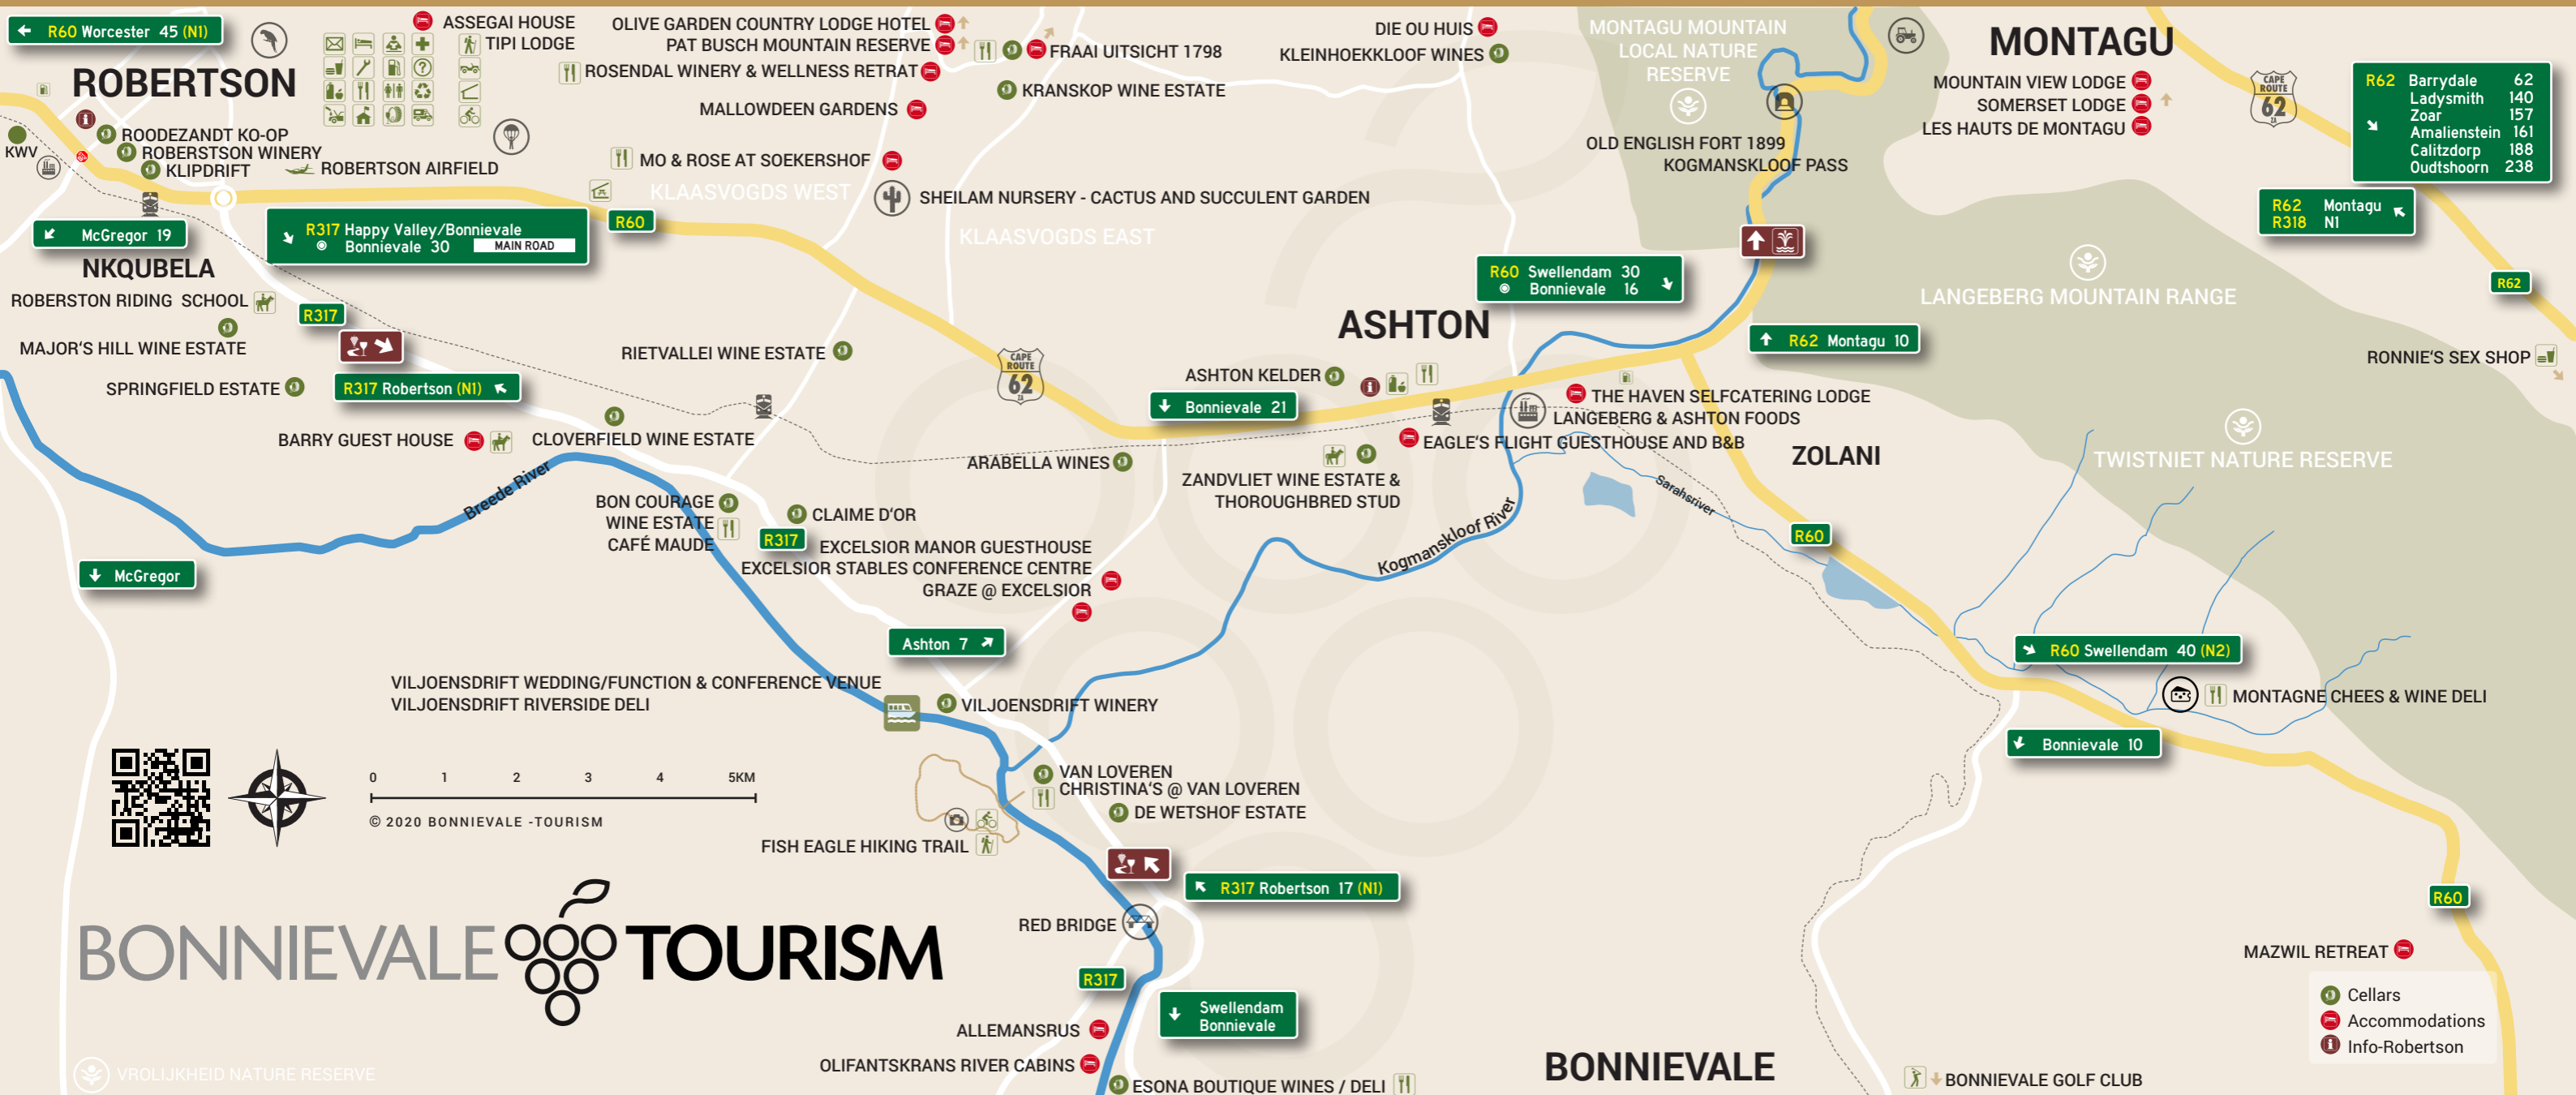 R60 Worcester 45 (N1)
ROBERTSON
ASSEGAI HOUSE
TIPI LODGE
OLIVE GARDEN COUNTRY LODGE HOTEL
PAT BUSCH MOUNTAIN RESERVE
ROSENDAL WINERY & WELLNESS RETRAT
MALLOWDEEN GARDENS
FRAAI UITSICHT 1798
KRANSKOP WINE ESTATE
DIE OU HUIS
KLEINHOEKKLOOF WINES
MONTAGU MOUNTAIN
LOCAL NATURE
RESERVE
MONTAGU
MOUNTAIN VIEW LODGE
SOMERSET LODGE
LES HAUTS DE MONTAGU
CAPE
ROUTE
62
ZA
R62 Barrydale 62
Ladysmith 140
Zoar 157
Amalienstein 161
Calitzdorp 188
Oudtshoorn 238
KWV
ROODEZANDT KO-OP
ROBERSTSON WINERY
KLIPDRIFT
ROBERTSON AIRFIELD
MO & ROSE AT SOEKERSHOF
KLAASVOGDS WEST
SHEILAM NURSERY - CACTUS AND SUCCULENT GARDEN
KLAASVOGDS EAST
OLD ENGLISH FORT 1899
KOGMANSKLOOF PASS
R62 Montagu
R318 N1
McGregor 19
R317 Happy Valley/Bonnievale
Bonnievale 30 MAIN ROAD
R60
NKQUBELA
ROBERSTON RIDING SCHOOL
R317
MAJOR'S HILL WINE ESTATE
SPRINGFIELD ESTATE
R317 Robertson (N1)
BARRY GUEST HOUSE
CLOVERFIELD WINE ESTATE
RIETVALLEI WINE ESTATE
CAPE
ROUTE
62
ZA
ASHTON
R60 Swellendam 30
Bonnievale 16
R62 Montagu 10
LANGEBERG MOUNTAIN RANGE
R62
RONNIE'S SEX SHOP
ASHTON KELDER
Bonnievale 21
THE HAVEN SELFCATERING LODGE
LANGEBERG & ASHTON FOODS
EAGLE'S FLIGHT GUESTHOUSE AND B&B
ZOLANI
TWISTNIET NATURE RESERVE
ARABELLA WINES
ZANDVLIET WINE ESTATE &
THOROUGHBRED STUD
Breede River
Kogmanskloof River
Sarahsriver
R60
BON COURAGE
WINE ESTATE
CAFÉ MAUDE
CLAIME D'OR
R317
EXCELSIOR MANOR GUESTHOUSE
EXCELSIOR STABLES CONFERENCE CENTRE
GRAZE @ EXCELSIOR
McGregor
Ashton 7
VILJOENSDRIFT WEDDING/FUNCTION & CONFERENCE VENUE
VILJOENSDRIFT RIVERSIDE DELI
VILJOENSDRIFT WINERY
R60 Swellendam 40 (N2)
MONTAGNE CHEES & WINE DELI
Bonnievale 10
0 1 2 3 4 5KM
© 2020 BONNIEVALE -TOURISM
VAN LOVEREN
CHRISTINA'S @ VAN LOVEREN
DE WETSHOF ESTATE
FISH EAGLE HIKING TRAIL
R317 Robertson 17 (N1)
RED BRIDGE
R317
Swellendam
Bonnievale
BONNIEVALE TOURISM
ALLEMANSRUS
OLIFANTSKRANS RIVER CABINS
ESONA BOUTIQUE WINES / DELI
VROLIJKHEID NATURE RESERVE
BONNIEVALE
BONNIEVALE GOLF CLUB
R60
MAZWIL RETREAT
Cellars
Accommodations
Info-Robertson